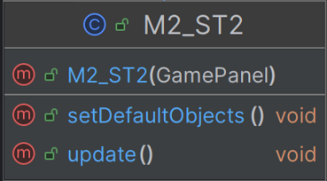 M2_ST2
M2_ST2(GamePanel)
setDefaultObjects () void
update() void